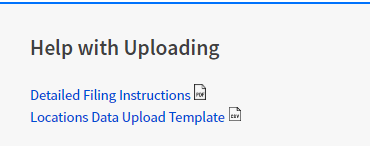 Help with Uploading
Detailed Filing Instructions PDF
Locations Data Upload Template CSV